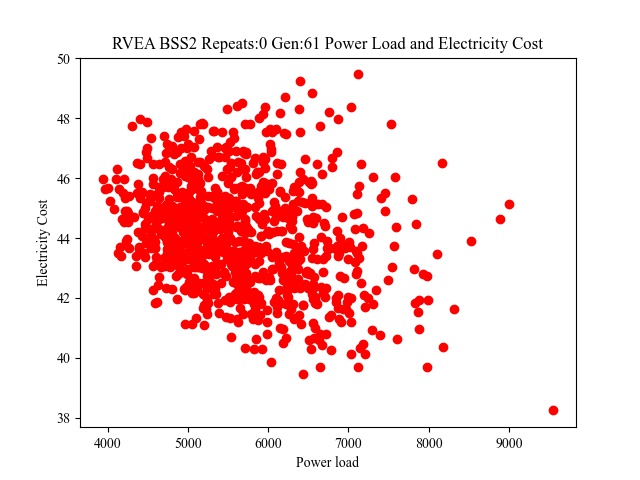 RVEA BSS2 Repeats:0 Gen:61 Power Load and Electricity Cost
50
48
46
44
42
40
38
Electricity Cost
4000 5000 6000 7000 8000 9000
Power load